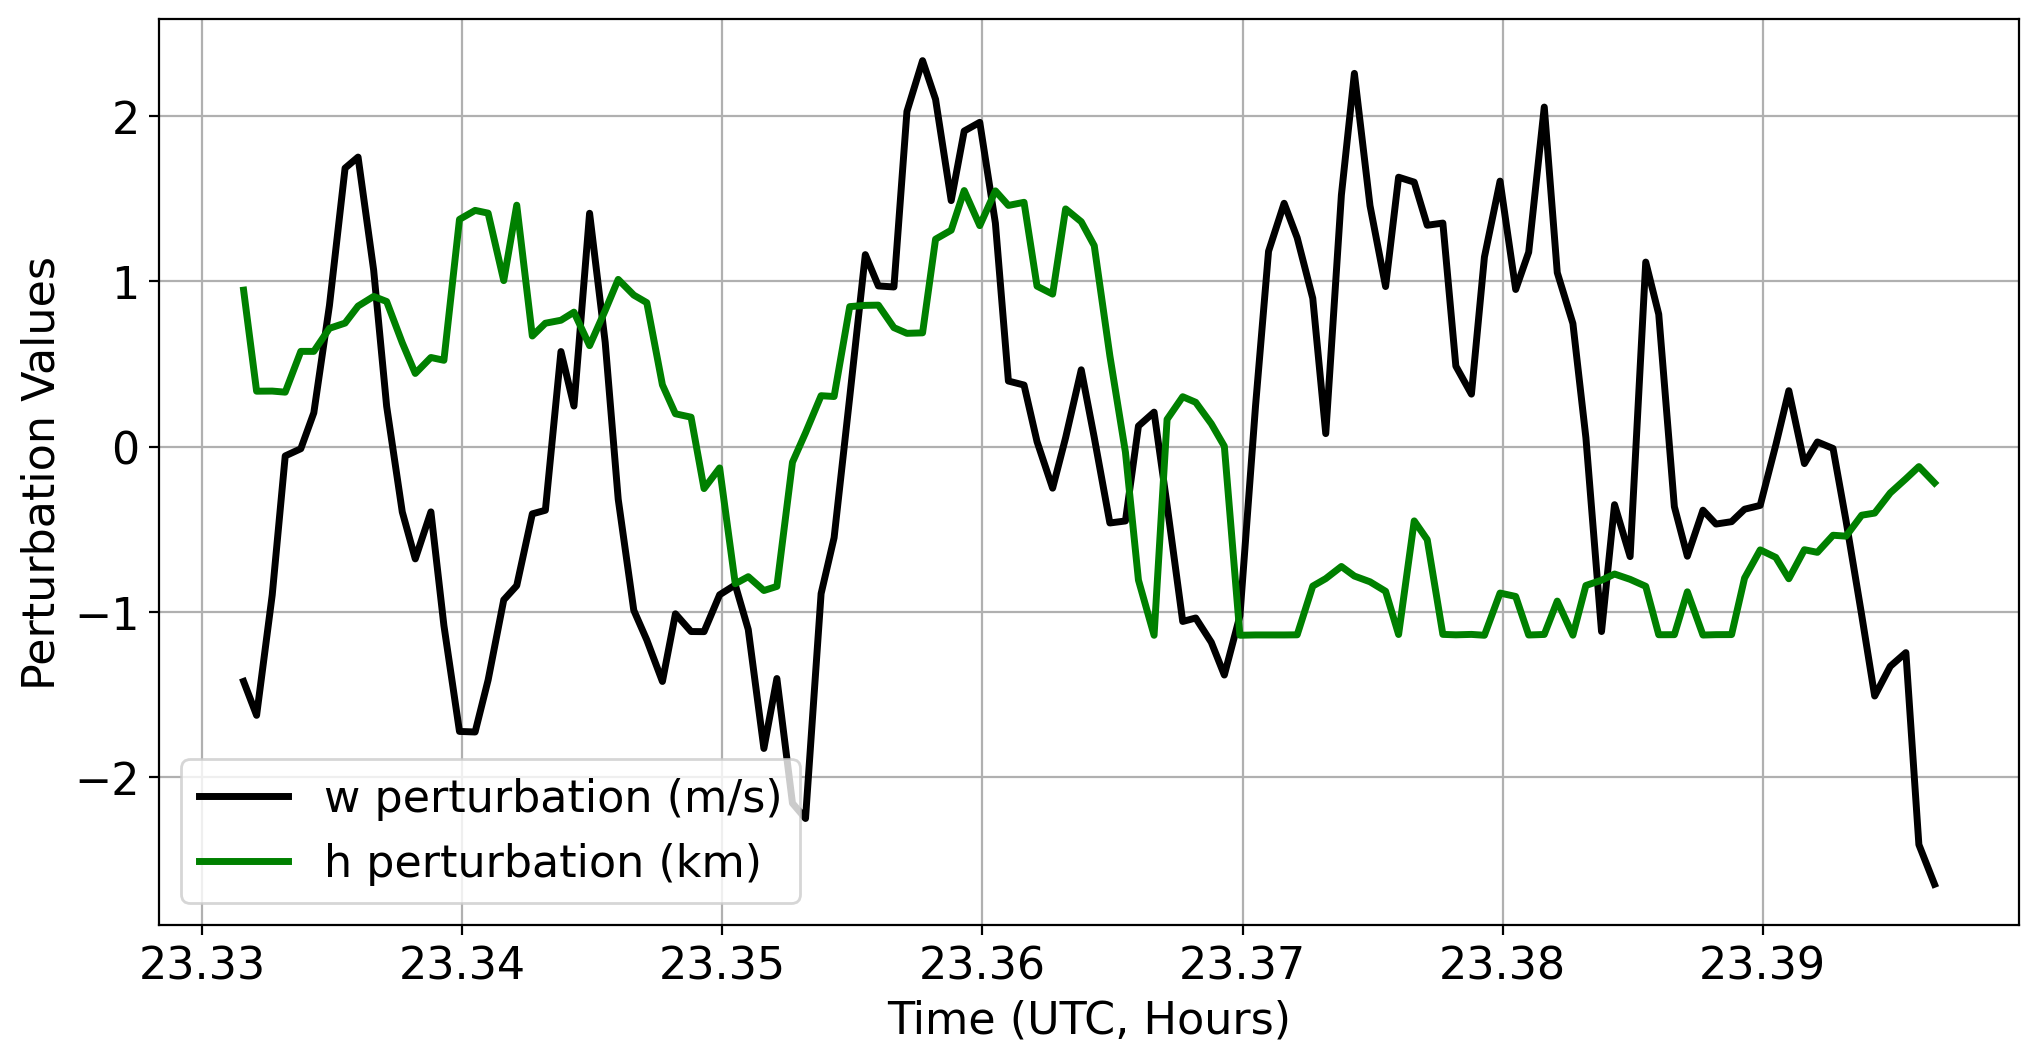 Perturbation Values
2
1
0
−1
−2
w perturbation (m/s)
h perturbation (km)
23.33 23.34 23.35 23.36 23.37 23.38 23.39
Time (UTC, Hours)